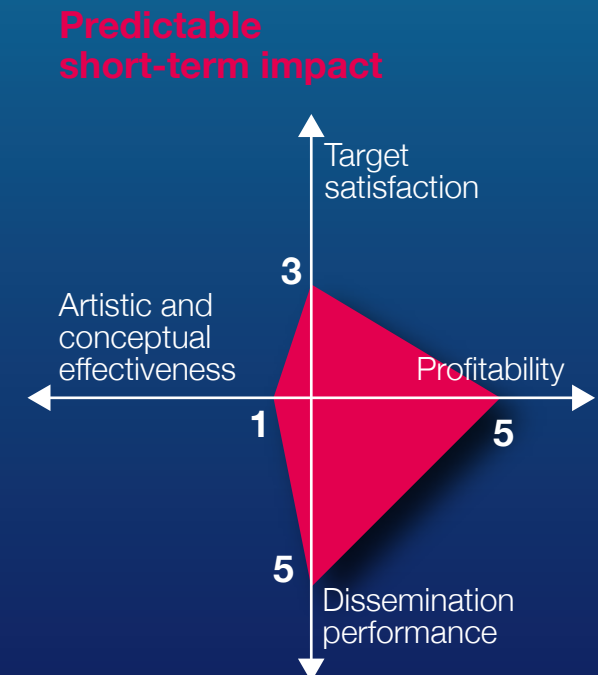 Predictable
short-term impact
Target
satisfaction
3
Artistic and
conceptual
effectiveness
Profitability
1
5
5
Dissemination
performance